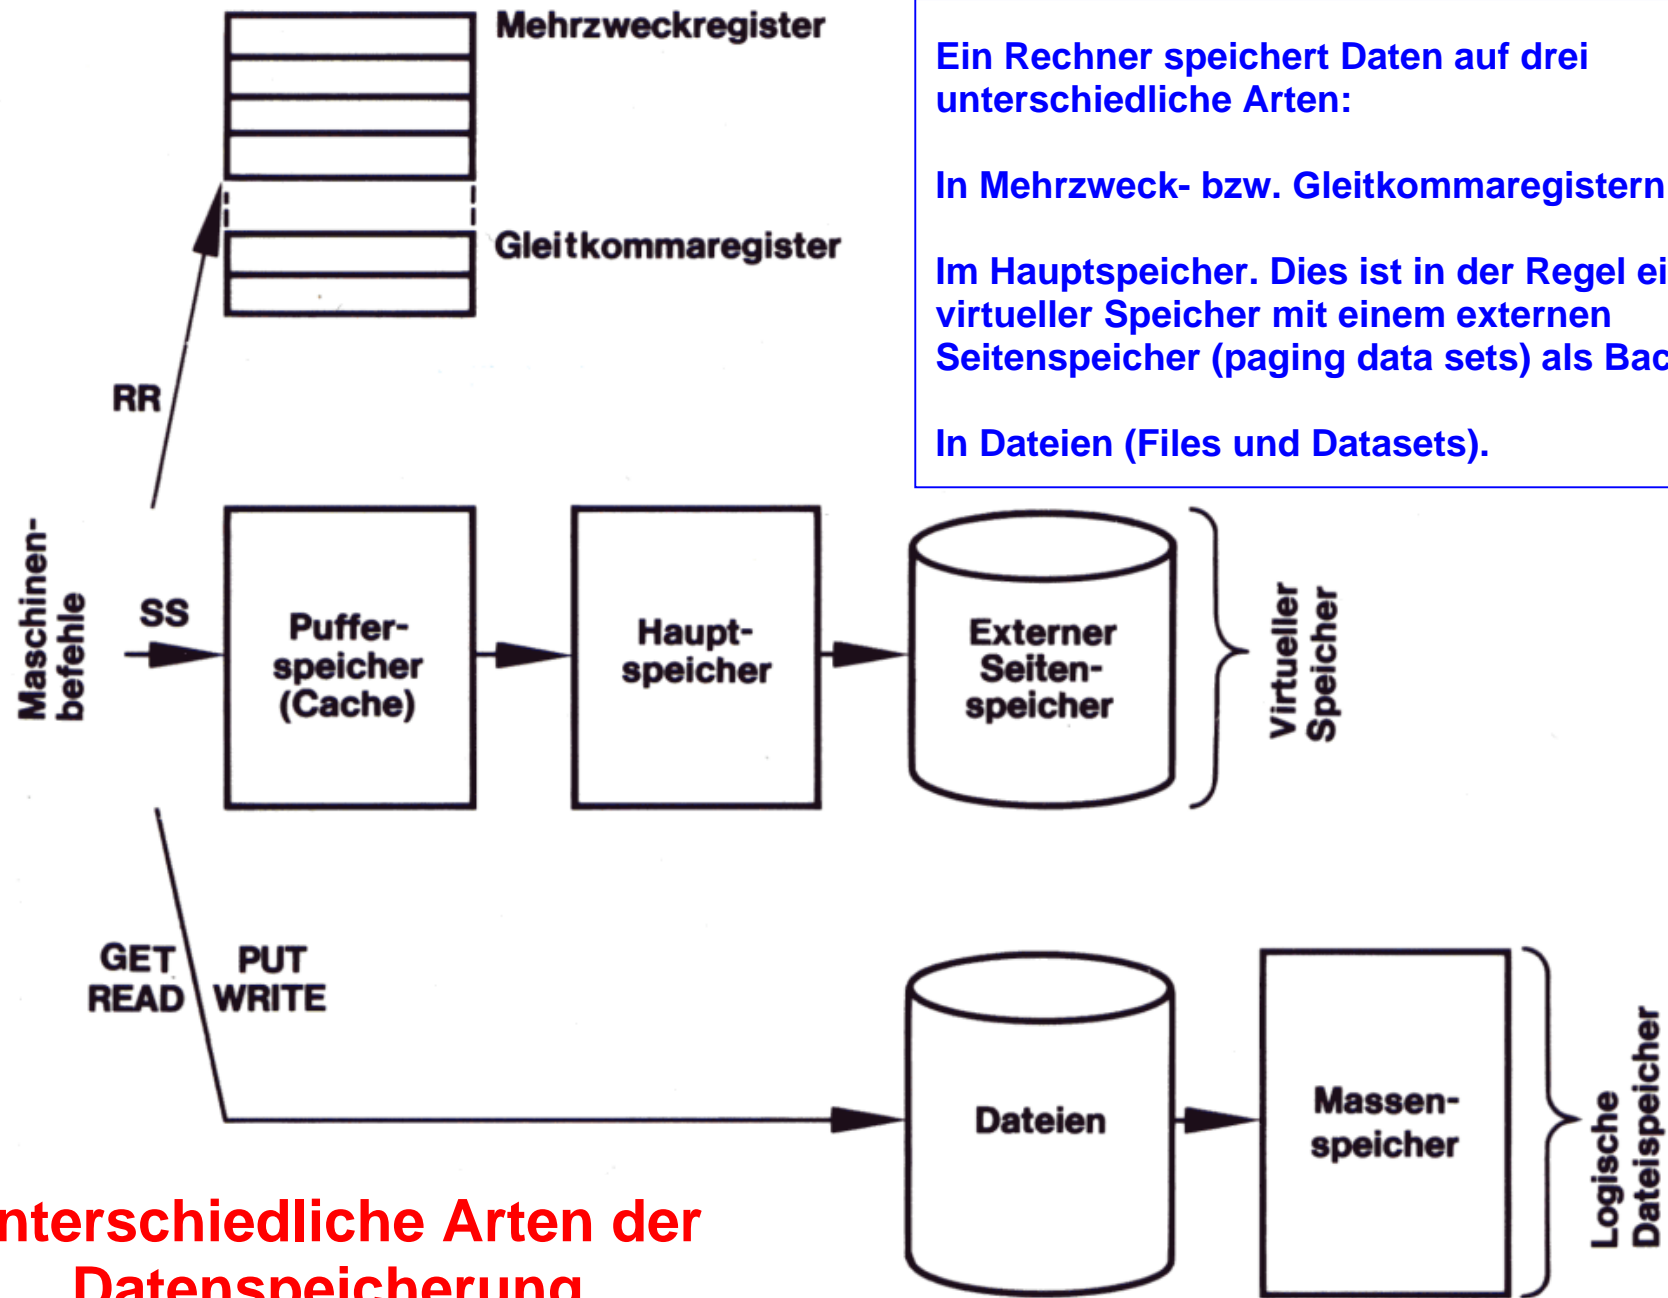 Mehrzweckregister
Gleitkommaregister
Ein Rechner speichert Daten auf drei
unterschiedliche Arten:
In Mehrzweck- bzw. Gleitkommaregistern
Im Hauptspeicher. Dies ist in der Regel ei
virtueller Speicher mit einem externen
Seitenspeicher (paging data sets) als Bac
In Dateien (Files und Datasets).
RR
Maschinen-
befehle
SS
Puffer-
speicher
(Cache)
Haupt-
speicher
Externer
Seiten-
speicher
Virtueller
Speicher
GET PUT
READ WRITE
Dateien
Massen-
speicher
Logische
Dateispeicher
nterschiedliche Arten der
Datenspeicherung